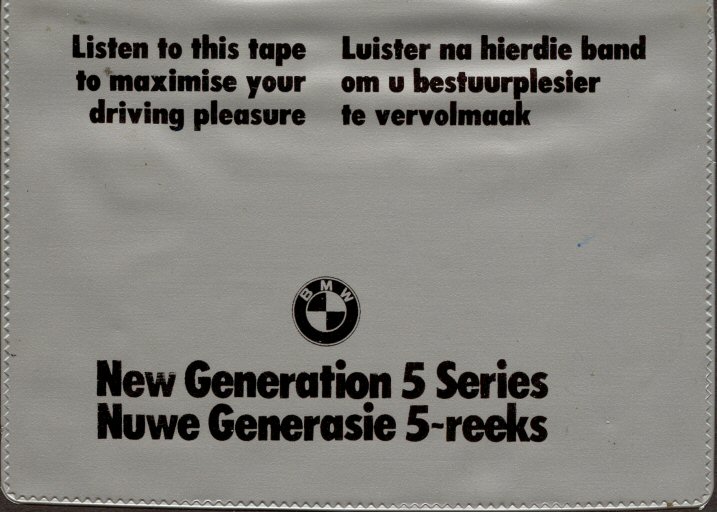 Listen to this tape
to maximise your
driving pleasure
Luister na hierdie band
om u bestuurplesier
te vervolmaak
BMW
New Generation 5 Series
Nuwe Generasie 5-reeks